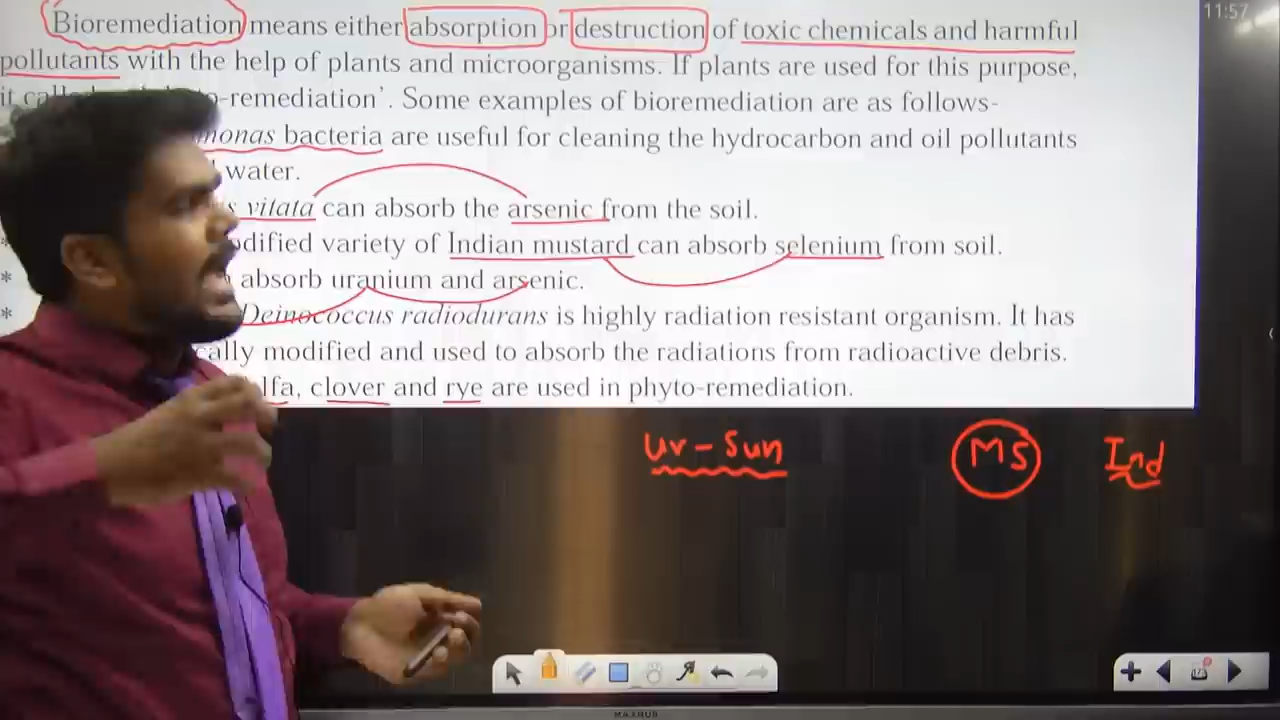 11:57
Bioremediation means either absorption or destruction of toxic chemicals and harmful
pollutants with the help of plants and microorganisms. If plants are used for this purpose,
it -remediation’. Some examples of bioremediation are as follows-
monas bacteria are useful for cleaning the hydrocarbon and oil pollutants
water.
vitata can absorb the arsenic from the soil.
* dified variety of Indian mustard can absorb selenium from soil.
* absorb uranium and arsenic.
* Deinococcus radiodurans is highly radiation resistant organism. It has
cally modified and used to absorb the radiations from radioactive debris.
lfa, clover and rye are used in phyto-remediation.
UV - Sun MS Ind
MAXHUB